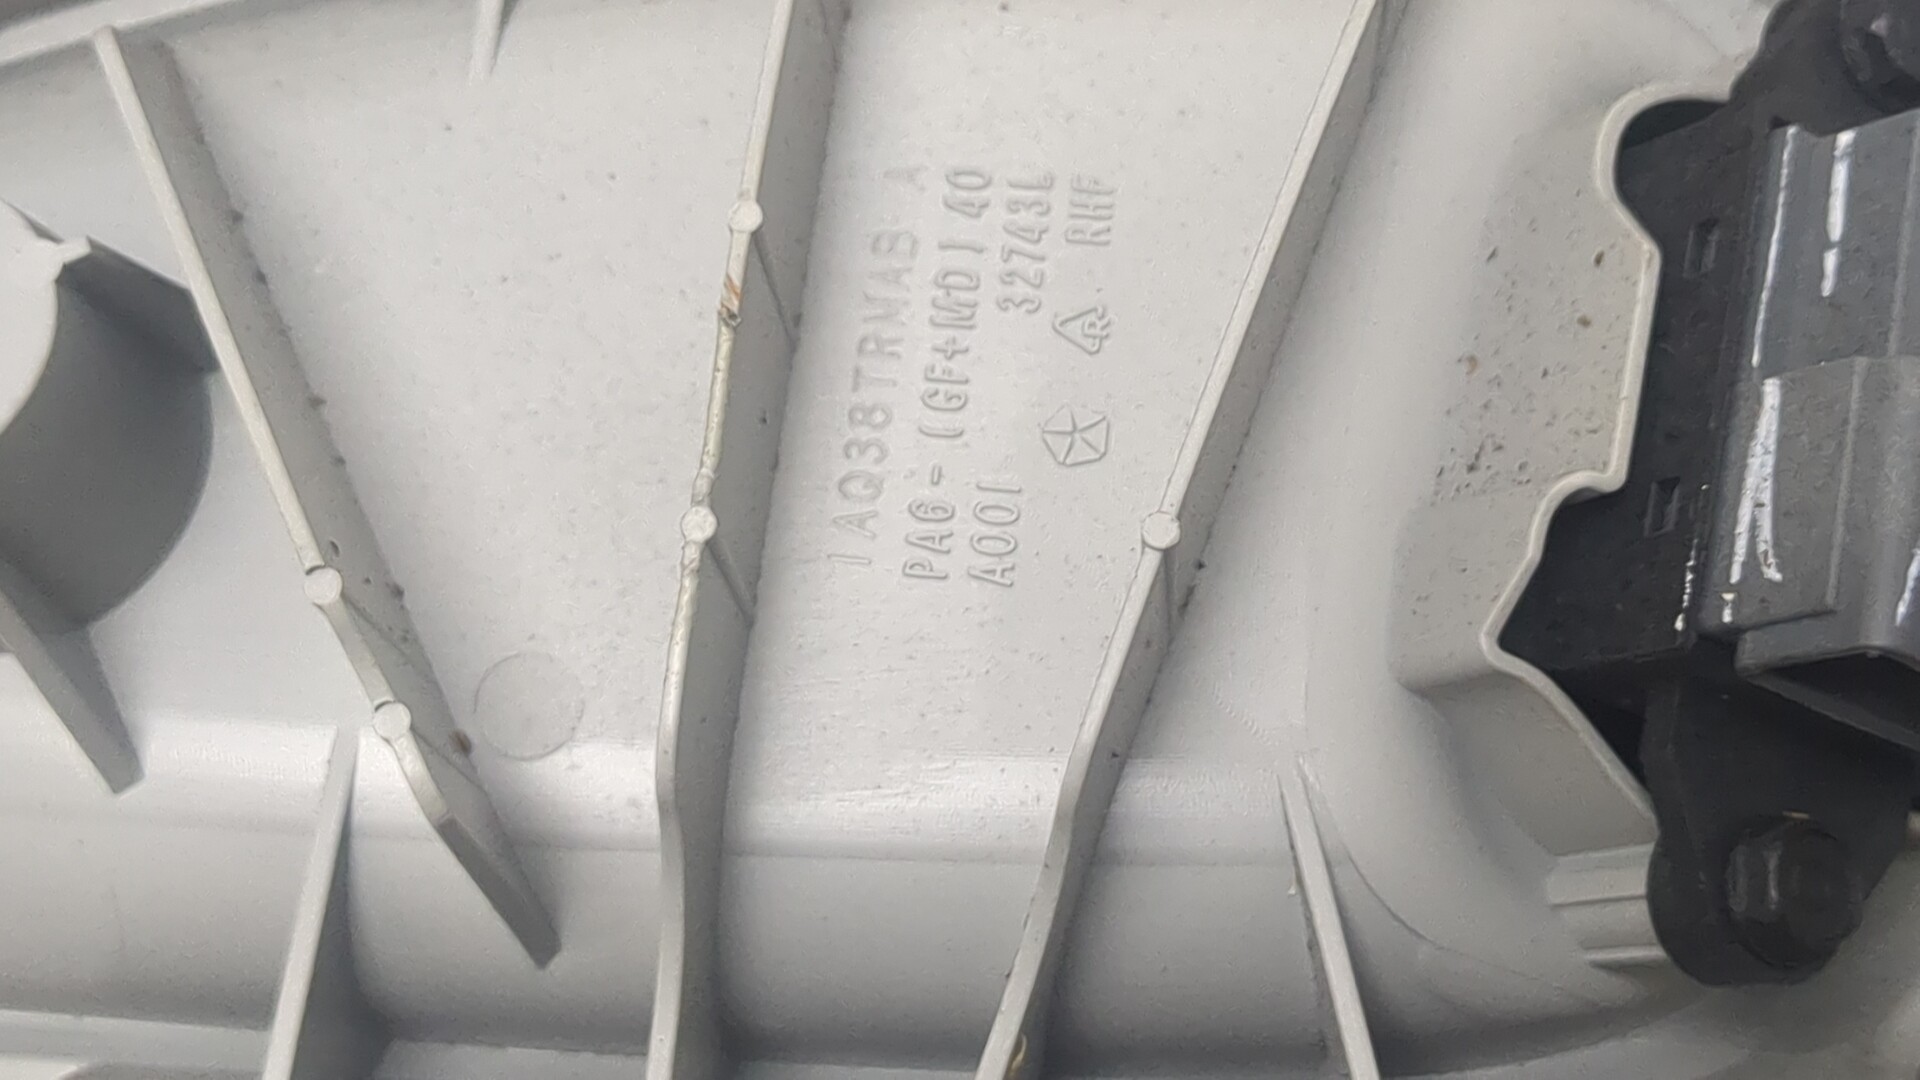 1AQ38TRMAB A
PA6-(GF+MD)40
A001 32743L
R RHF